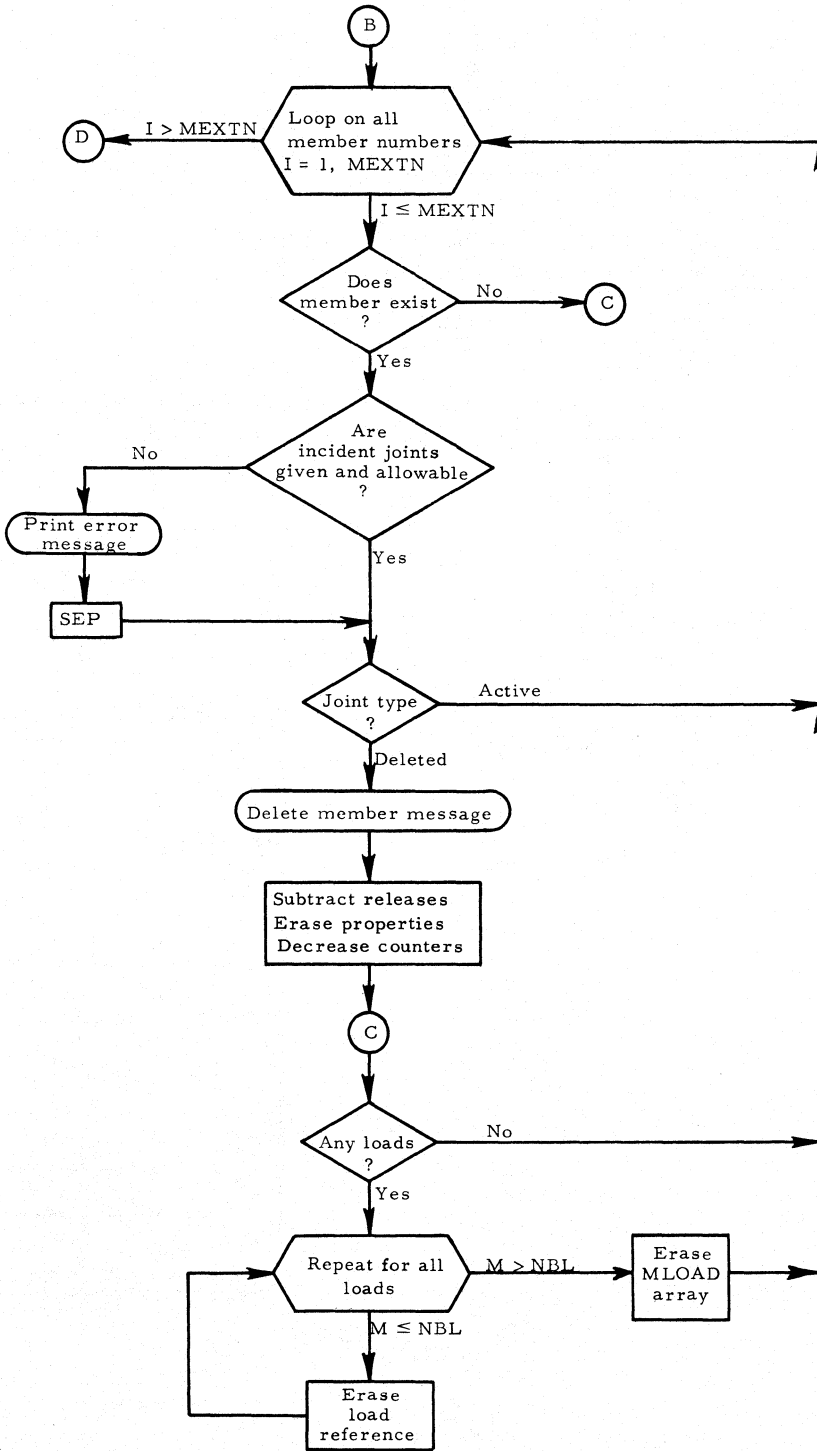 B
Loop on all
member numbers
I = 1, MEXTN
I > MEXTN
D
I ≤ MEXTN
Does
member exist
?
No
C
Yes
Are
incident joints
given and allowable
?
No
Print error
message
SEP
Yes
Joint type
?
Active
Deleted
Delete member message
Subtract releases
Erase properties
Decrease counters
C
Any loads
?
No
Yes
Repeat for all
loads
M > NBL
Erase
MLOAD
array
M ≤ NBL
Erase
load
reference